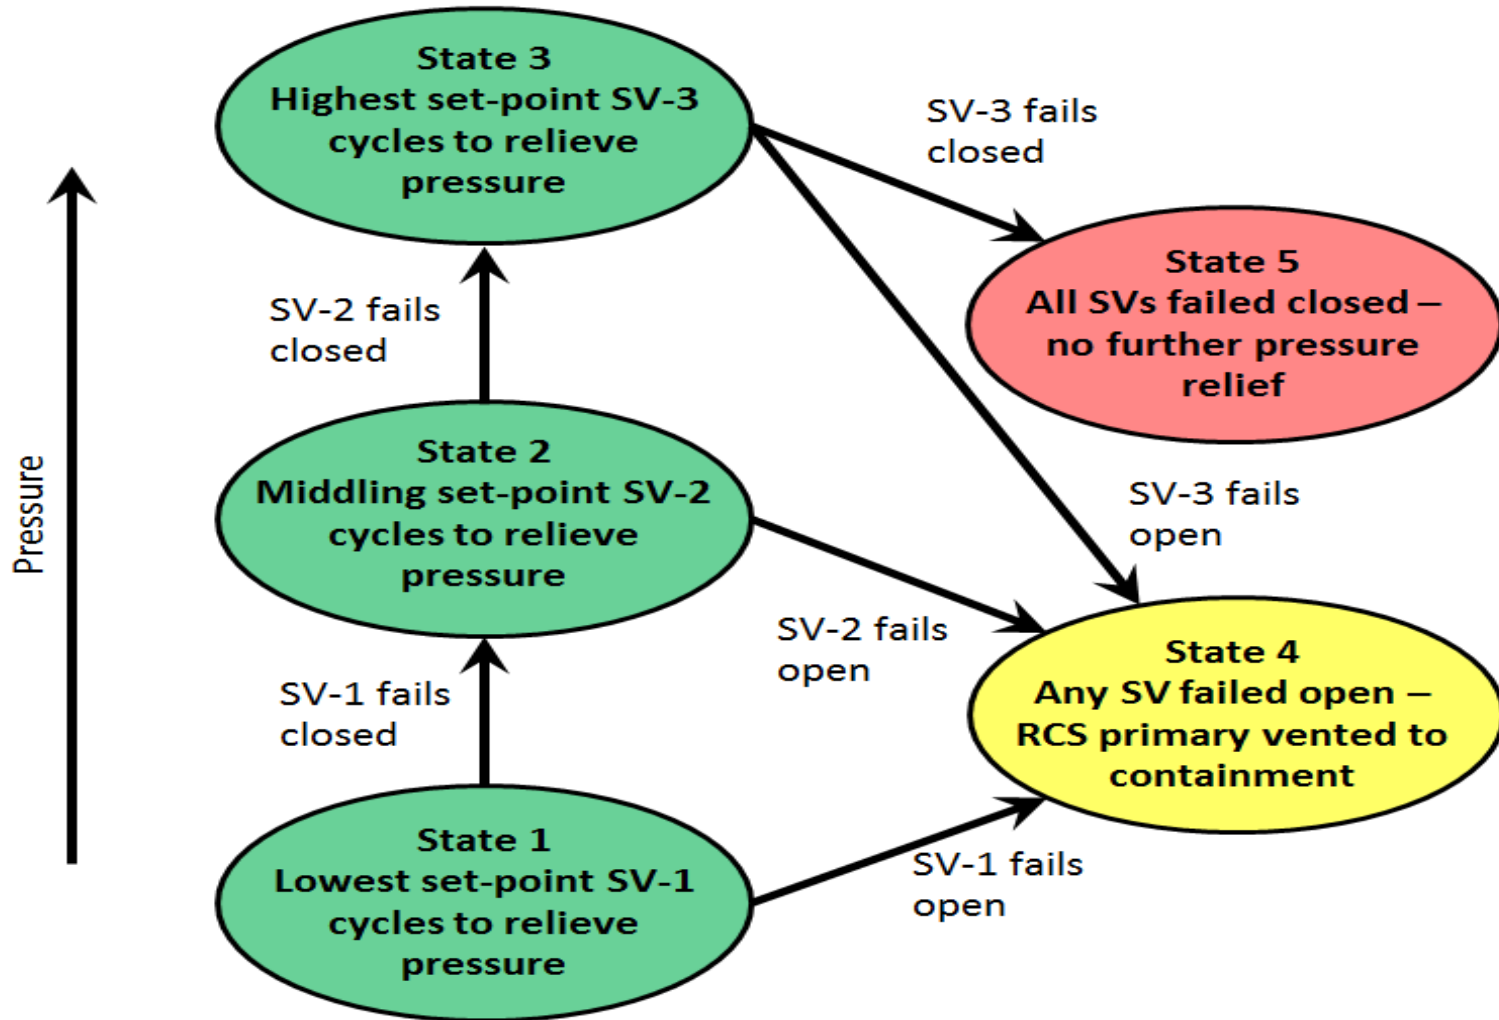 State 3
Highest set-point SV-3
cycles to relieve
pressure
SV-3 fails
closed
State 5
All SVs failed closed –
no further pressure
relief
SV-2 fails
closed
State 2
Middling set-point SV-2
cycles to relieve
pressure
SV-3 fails
open
Pressure
SV-2 fails
open
State 4
Any SV failed open –
RCS primary vented to
containment
SV-1 fails
closed
State 1
Lowest set-point SV-1
cycles to relieve
pressure
SV-1 fails
open